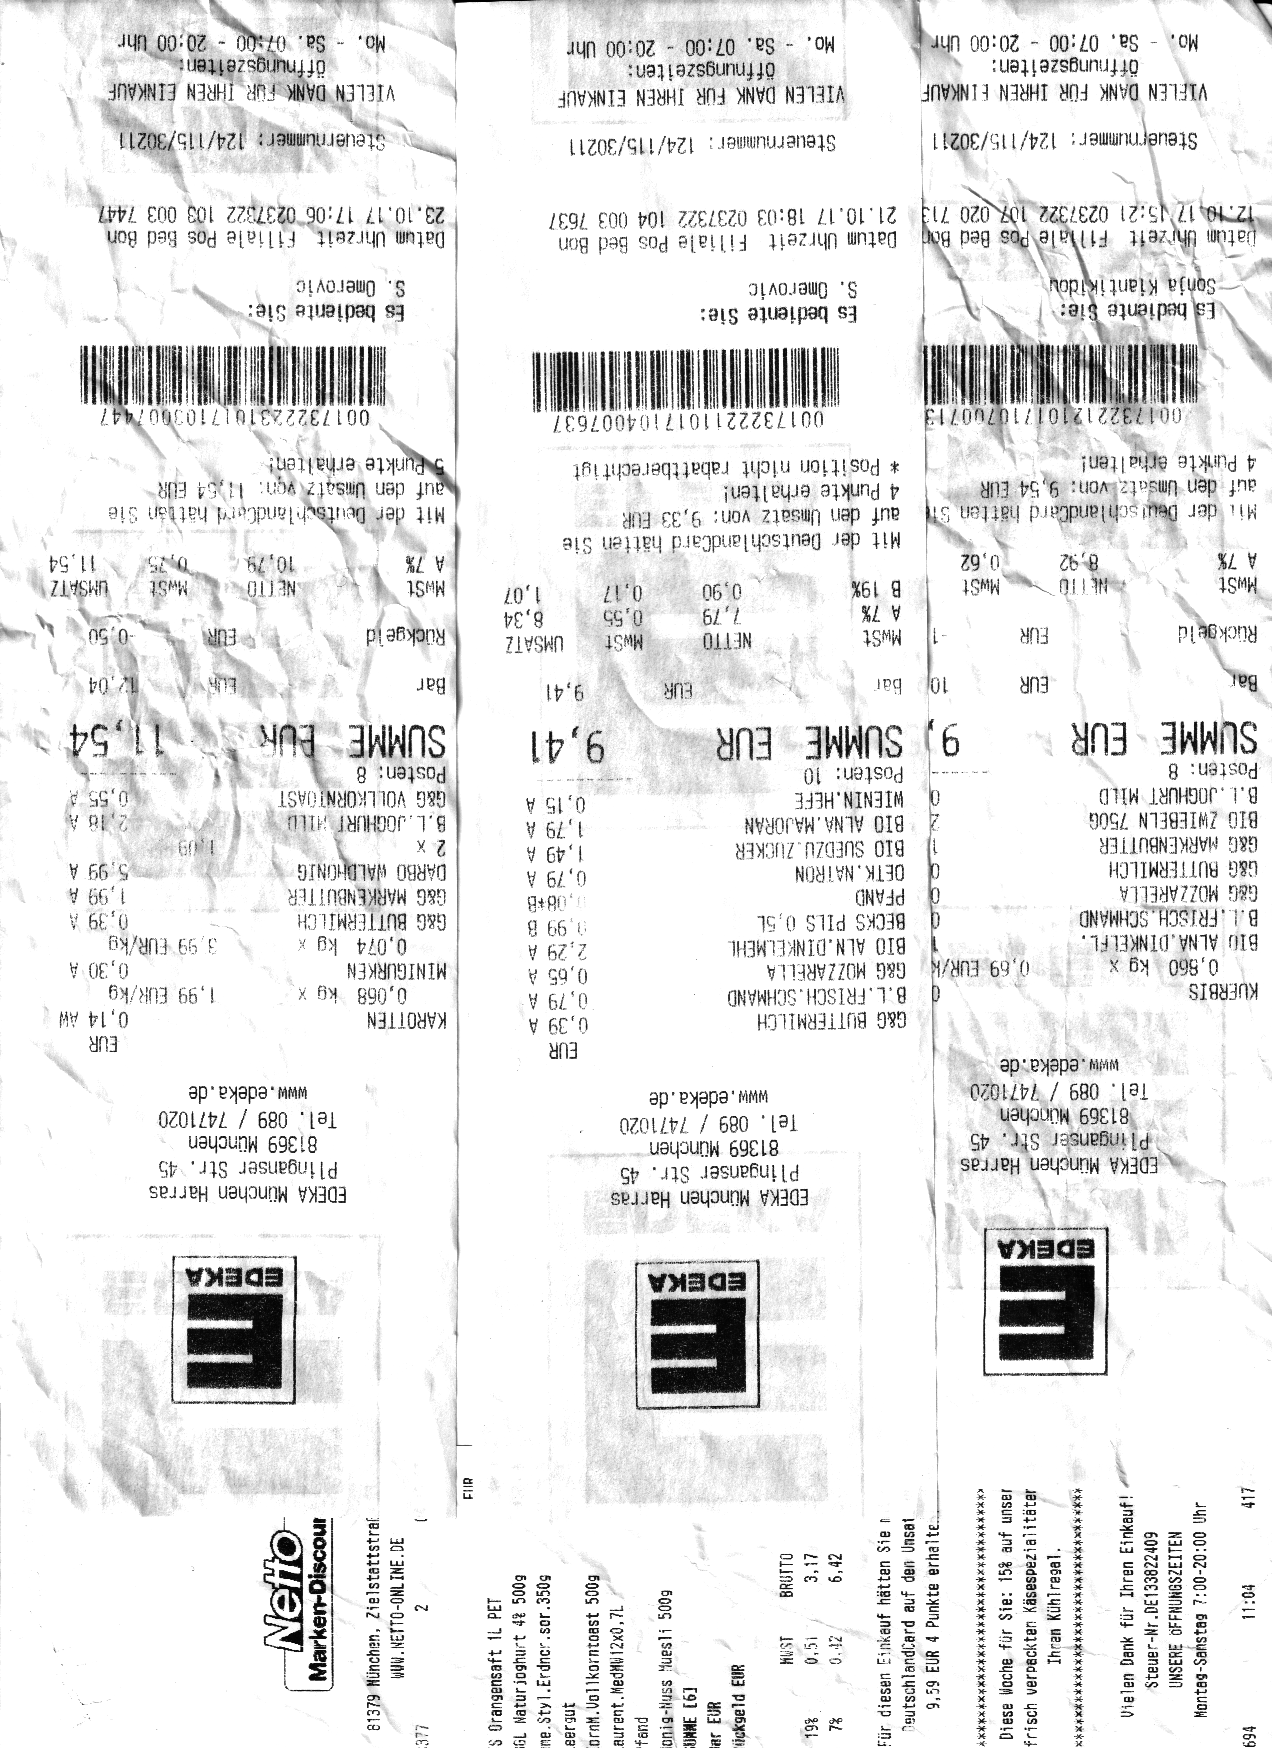 EDEKA
EDEKA München Harras
Plinganser Str. 45
81369 München
Tel. 089 / 7471020
www.edeka.de
KUERBIS 0
0,860 kg x 0,69 EUR/k
BIO ALNA.DINKELFL. 1
B.L.FRISCH.SCHMAND 0
G&G MOZZARELLA 0
G&G BUTTERMILCH 0
G&G MARKENBUTTER 1
BIO ZWIEBELN 750G 2
B.L.JOGHURT MILD 0
Posten: 8
SUMME EUR 9,
Bar EUR 10
Rückgeld EUR -1
MwSt NETTO MwSt
A 7% 8,92 0,62
Mit der DeutschlandCard hätten Sie
auf den Umsatz von: 9,54 EUR
4 Punkte erhalten!
Es bediente Sie:
Sonja Kiantikidou
Datum Uhrzeit Filiale Pos Bed Bon
12.10.17 15:21 0237322 107 020 713
Steuernummer: 124/115/30211
VIELEN DANK FÜR IHREN EINKAUF
Öffnungszeiten:
Mo. - Sa. 07:00 - 20:00 Uhr
EDEKA
EDEKA München Harras
Plinganser Str. 45
81369 München
Tel. 089 / 7471020
www.edeka.de
EUR
G&G BUTTERMILCH 0,39 A
B.L.FRISCH.SCHMAND 0,79 A
G&G MOZZARELLA 0,65 A
BIO ALN.DINKELMEHL 2,29 A
BECKS PILS 0,5L 0,99 B
PFAND 0,08*B
OETK.NATRON 0,79 A
BIO SUEDZU.ZUCKER 1,49 A
BIO ALNA.MAJORAN 1,79 A
WIENIN.HEFE 0,15 A
Posten: 10
SUMME EUR 9,41
Bar EUR 9,41
MwSt NETTO MwSt UMSATZ
A 7% 7,79 0,55 8,34
B 19% 0,90 0,17 1,07
Mit der DeutschlandCard hätten Sie
auf den Umsatz von: 9,33 EUR
4 Punkte erhalten!
* Position nicht rabattberechtigt
0017322211017104007637
Es bediente Sie:
S. Omerovic
Datum Uhrzeit Filiale Pos Bed Bon
21.10.17 18:03 0237322 104 003 7637
Steuernummer: 124/115/30211
VIELEN DANK FÜR IHREN EINKAUF
Öffnungszeiten:
Mo. - Sa. 07:00 - 20:00 Uhr
EDEKA
EDEKA München Harras
Plinganser Str. 45
81369 München
Tel. 089 / 7471020
www.edeka.de
EUR
KAROTTEN 0,14 AW
0,068 kg x 1,99 EUR/kg
MINIGURKEN 0,30 A
0,074 kg x 3,99 EUR/kg
G&G BUTTERMILCH 0,39 A
G&G MARKENBUTTER 1,99 A
DARBO WALDHONIG 5,99 A
2 x 1,09
B.L.JOGHURT MILD 2,18 A
G&G VOLLKORNTOAST 0,55 A
Posten: 8
SUMME EUR 11,54
Bar EUR 12,04
Rückgeld EUR -0,50
MwSt NETTO MwSt UMSATZ
A 7% 10,79 0,75 11,54
Mit der DeutschlandCard hätten Sie
auf den Umsatz von: 11,54 EUR
5 Punkte erhalten!
Es bediente Sie:
S. Omerovic
Datum Uhrzeit Filiale Pos Bed Bon
23.10.17 17:06 0237322 103 003 7447
Steuernummer: 124/115/30211
VIELEN DANK FÜR IHREN EINKAUF
Öffnungszeiten:
Mo. - Sa. 07:00 - 20:00 Uhr
Netto
Marken-Discoun
81379 München, Zielstattstraß
WWW.NETTO-ONLINE.DE
377 2
EUR
Orangensaft 1L PET
GL Naturjoghurt 4% 500g
me.Styl.Erdncr.sor.350g
eergut
ornM.Vollkorntoast 500g
aurent.MedMW12x0.7L
fand
onig-Nuss Muesli 500g
UMME [6]
ar EUR
ückgeld EUR
MWST BRUTTO
19% 0,51 3,17
7% 0,42 6,42
Für diesen Einkauf hätten Sie
DeutschlandCard auf den Umsat
9,59 EUR 4 Punkte erhalte
Diese Woche für Sie: 15% auf unser
frisch verpackten Käsespezialitäter
Ihren Kühlregal.
Vielen Dank für Ihren Einkauf!
Steuer-Nr.DE133822409
UNSERE ÖFFNUNGSZEITEN
Montag-Samstag 7:00-20:00 Uhr
694 11:04 417